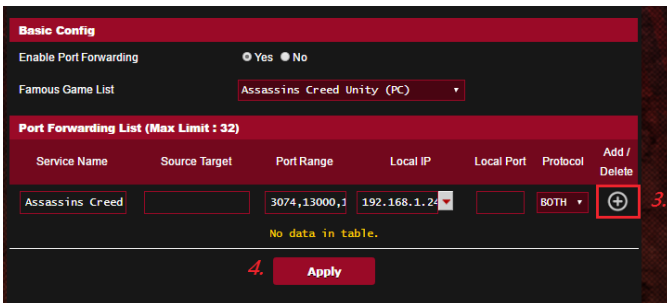 Basic Config
Enable Port Forwarding Yes No
Famous Game List Assassins Creed Unity (PC)
Port Forwarding List (Max Limit : 32)
Service Name Source Target Port Range Local IP Local Port Protocol Add / Delete
Assassins Creed 3074,13000,1 192.168.1.24 BOTH 3.
No data in table.
4. Apply